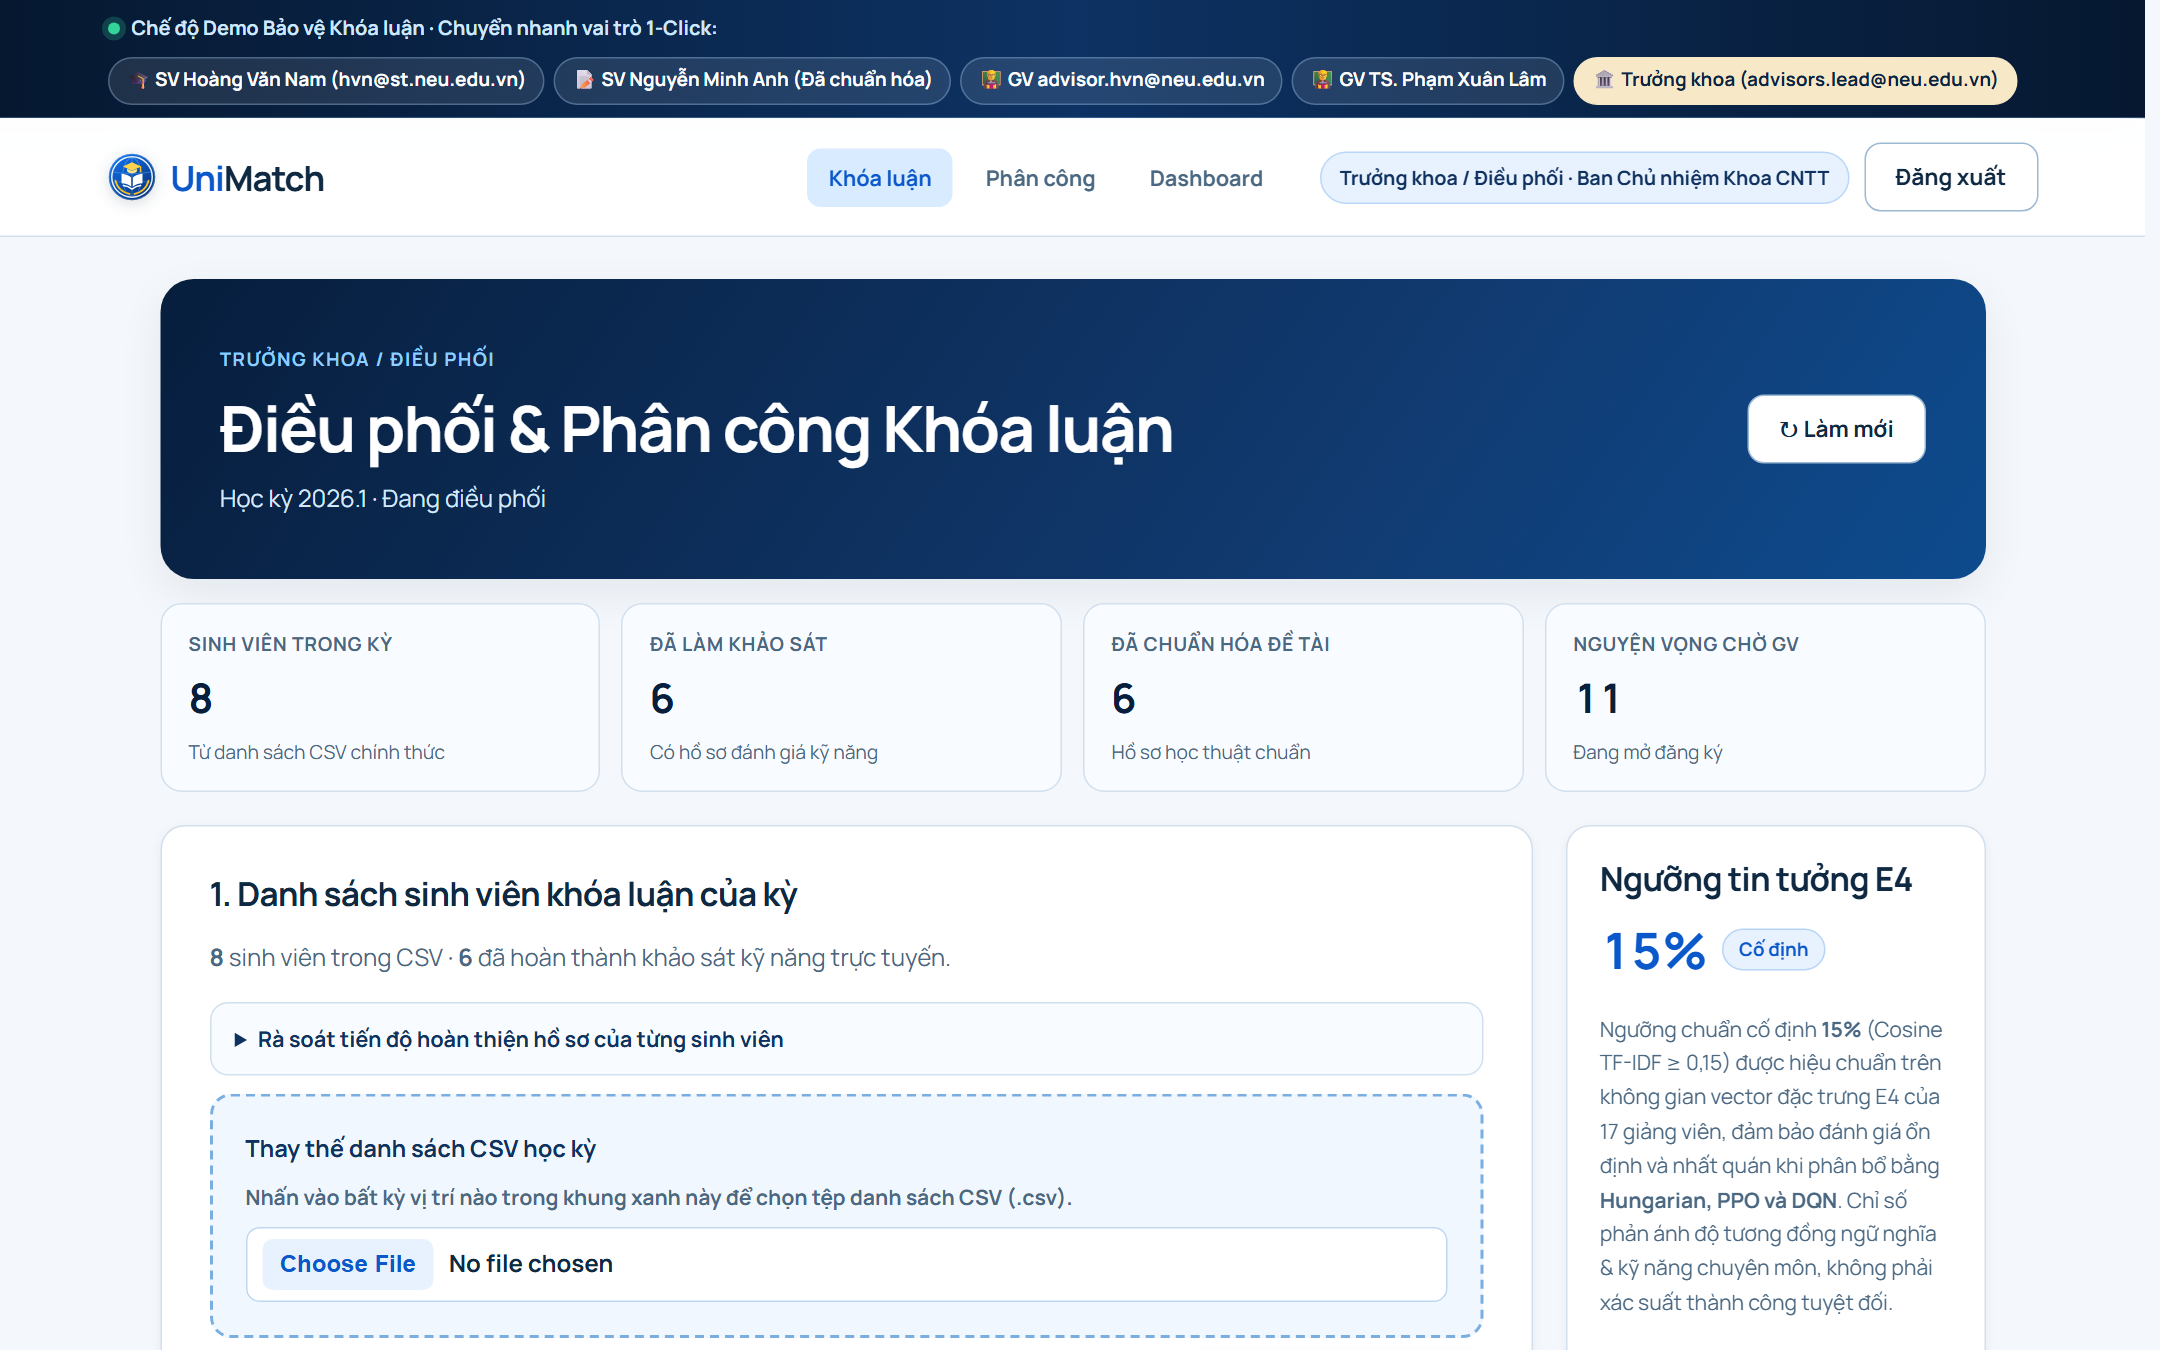 Chế độ Demo Bảo vệ Khóa luận · Chuyển nhanh vai trò 1-Click:
SV Hoàng Văn Nam (hvn@st.neu.edu.vn)
SV Nguyễn Minh Anh (Đã chuẩn hóa)
GV advisor.hvn@neu.edu.vn
GV TS. Phạm Xuân Lâm
Trưởng khoa (advisors.lead@neu.edu.vn)
UniMatch
Khóa luận
Phân công
Dashboard
Trưởng khoa / Điều phối · Ban Chủ nhiệm Khoa CNTT
Đăng xuất
TRƯỞNG KHOA / ĐIỀU PHỐI
Điều phối & Phân công Khóa luận
Học kỳ 2026.1 · Đang điều phối
↻ Làm mới
SINH VIÊN TRONG KỲ
8
Từ danh sách CSV chính thức
ĐÃ LÀM KHẢO SÁT
6
Có hồ sơ đánh giá kỹ năng
ĐÃ CHUẨN HÓA ĐỀ TÀI
6
Hồ sơ học thuật chuẩn
NGUYỆN VỌNG CHỜ GV
11
Đang mở đăng ký
1. Danh sách sinh viên khóa luận của kỳ
8 sinh viên trong CSV · 6 đã hoàn thành khảo sát kỹ năng trực tuyến.
▶ Rà soát tiến độ hoàn thiện hồ sơ của từng sinh viên
Thay thế danh sách CSV học kỳ
Nhấn vào bất kỳ vị trí nào trong khung xanh này để chọn tệp danh sách CSV (.csv).
Choose File No file chosen
Ngưỡng tin tưởng E4
15% Cố định
Ngưỡng chuẩn cố định 15% (Cosine
TF-IDF ≥ 0,15) được hiệu chuẩn trên
không gian vector đặc trưng E4 của
17 giảng viên, đảm bảo đánh giá ổn
định và nhất quán khi phân bổ bằng
Hungarian, PPO và DQN. Chỉ số
phản ánh độ tương đồng ngữ nghĩa
& kỹ năng chuyên môn, không phải
xác suất thành công tuyệt đối.